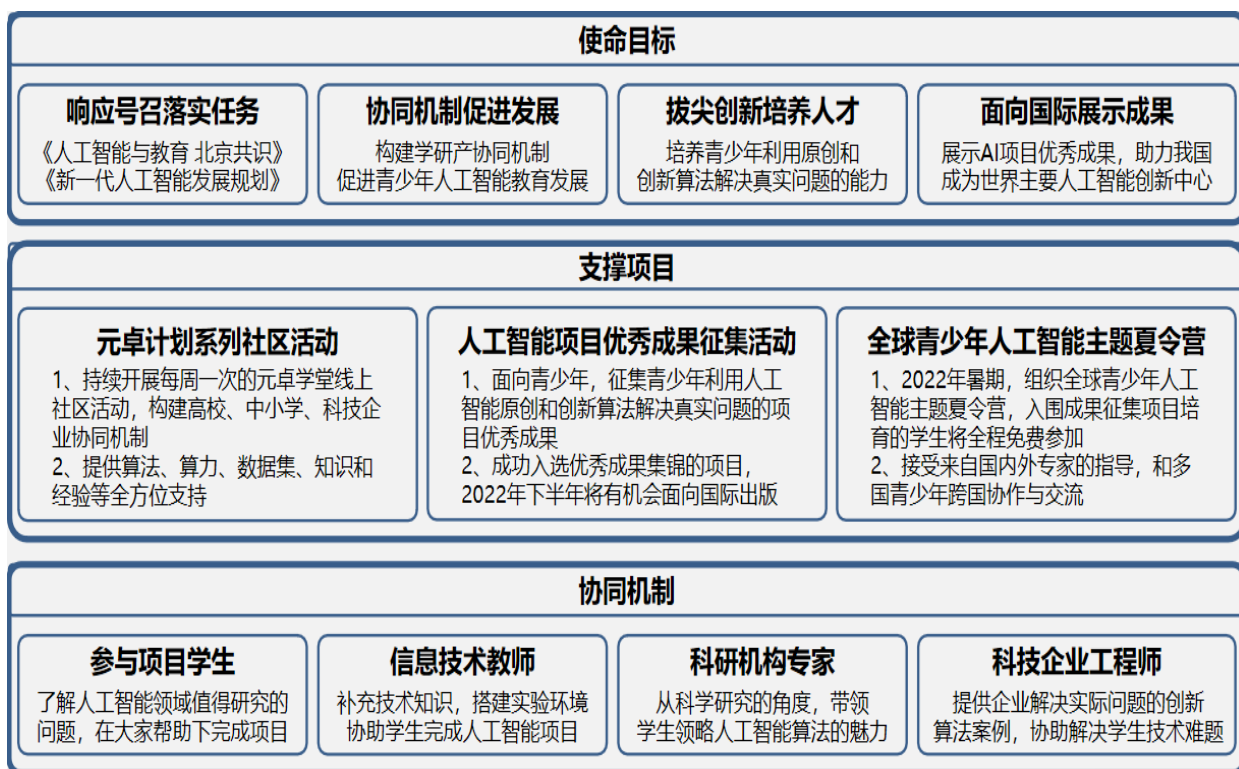 使命目标
响应号召落实任务
《人工智能与教育 北京共识》
《新一代人工智能发展规划》
协同机制促进发展
构建学研产协同机制
促进青少年人工智能教育发展
拔尖创新培养人才
培养青少年利用原创和
创新算法解决真实问题的能力
面向国际展示成果
展示AI项目优秀成果，助力我国
成为世界主要人工智能创新中心
支撑项目
元卓计划系列社区活动
1、持续开展每周一次的元卓学堂线上
社区活动，构建高校、中小学、科技企
业协同机制
2、提供算法、算力、数据集、知识和
经验等全方位支持
人工智能项目优秀成果征集活动
1、面向青少年，征集青少年利用人工
智能原创和创新算法解决真实问题的项
目优秀成果
2、成功入选优秀成果集锦的项目，
2022年下半年将有机会面向国际出版
全球青少年人工智能主题夏令营
1、2022年暑期，组织全球青少年人工
智能主题夏令营，入围成果征集项目培
育的学生将全程免费参加
2、接受来自国内外专家的指导，和多
国青少年跨国协作与交流
协同机制
参与项目学生
了解人工智能领域值得研究的
问题，在大家帮助下完成项目
信息技术教师
补充技术知识，搭建实验环境
协助学生完成人工智能项目
科研机构专家
从科学研究的角度，带领
学生领略人工智能算法的魅力
科技企业工程师
提供企业解决实际问题的创新
算法案例，协助解决学生技术难题